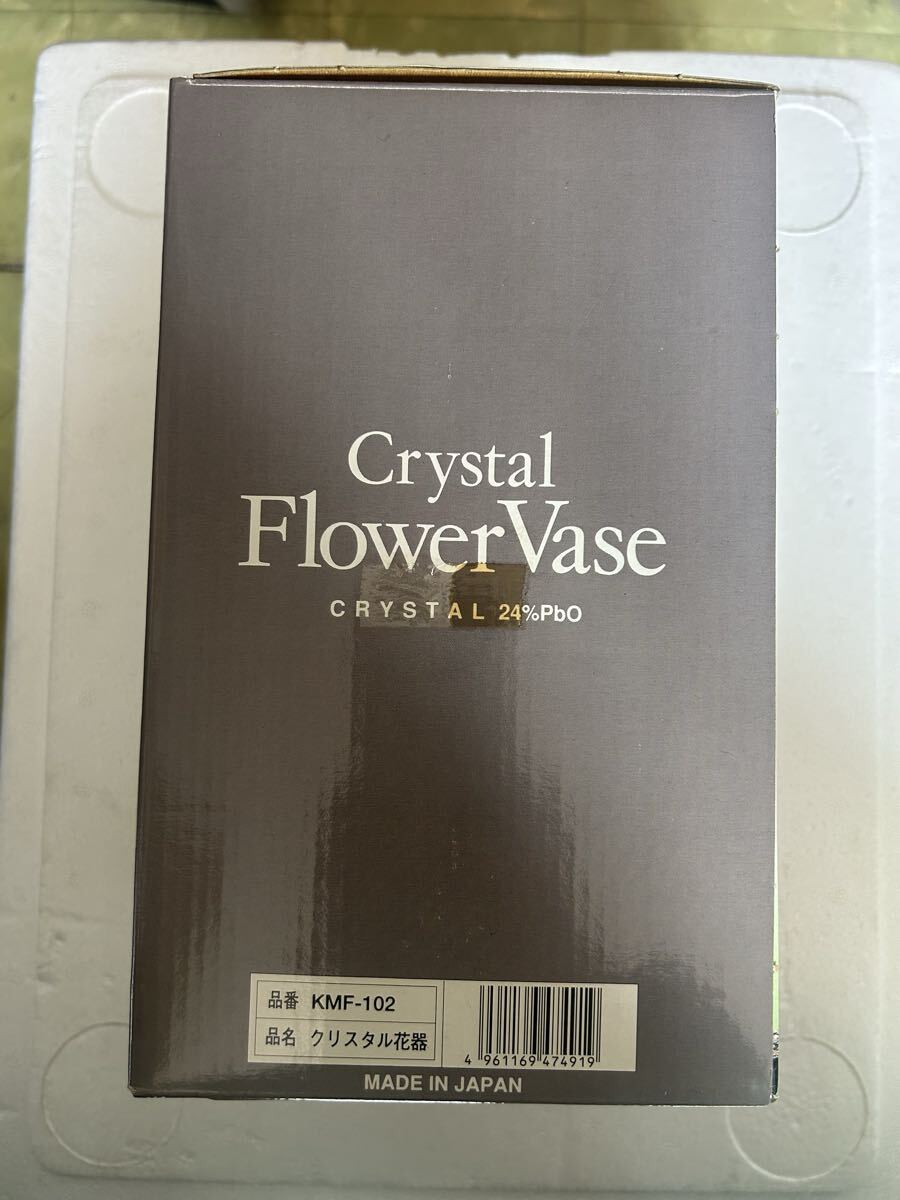 Crystal
FlowerVase
CRYSTAL 24%PbO
品番 KMF-102
品名 クリスタル花器
4 961169 474919
MADE IN JAPAN